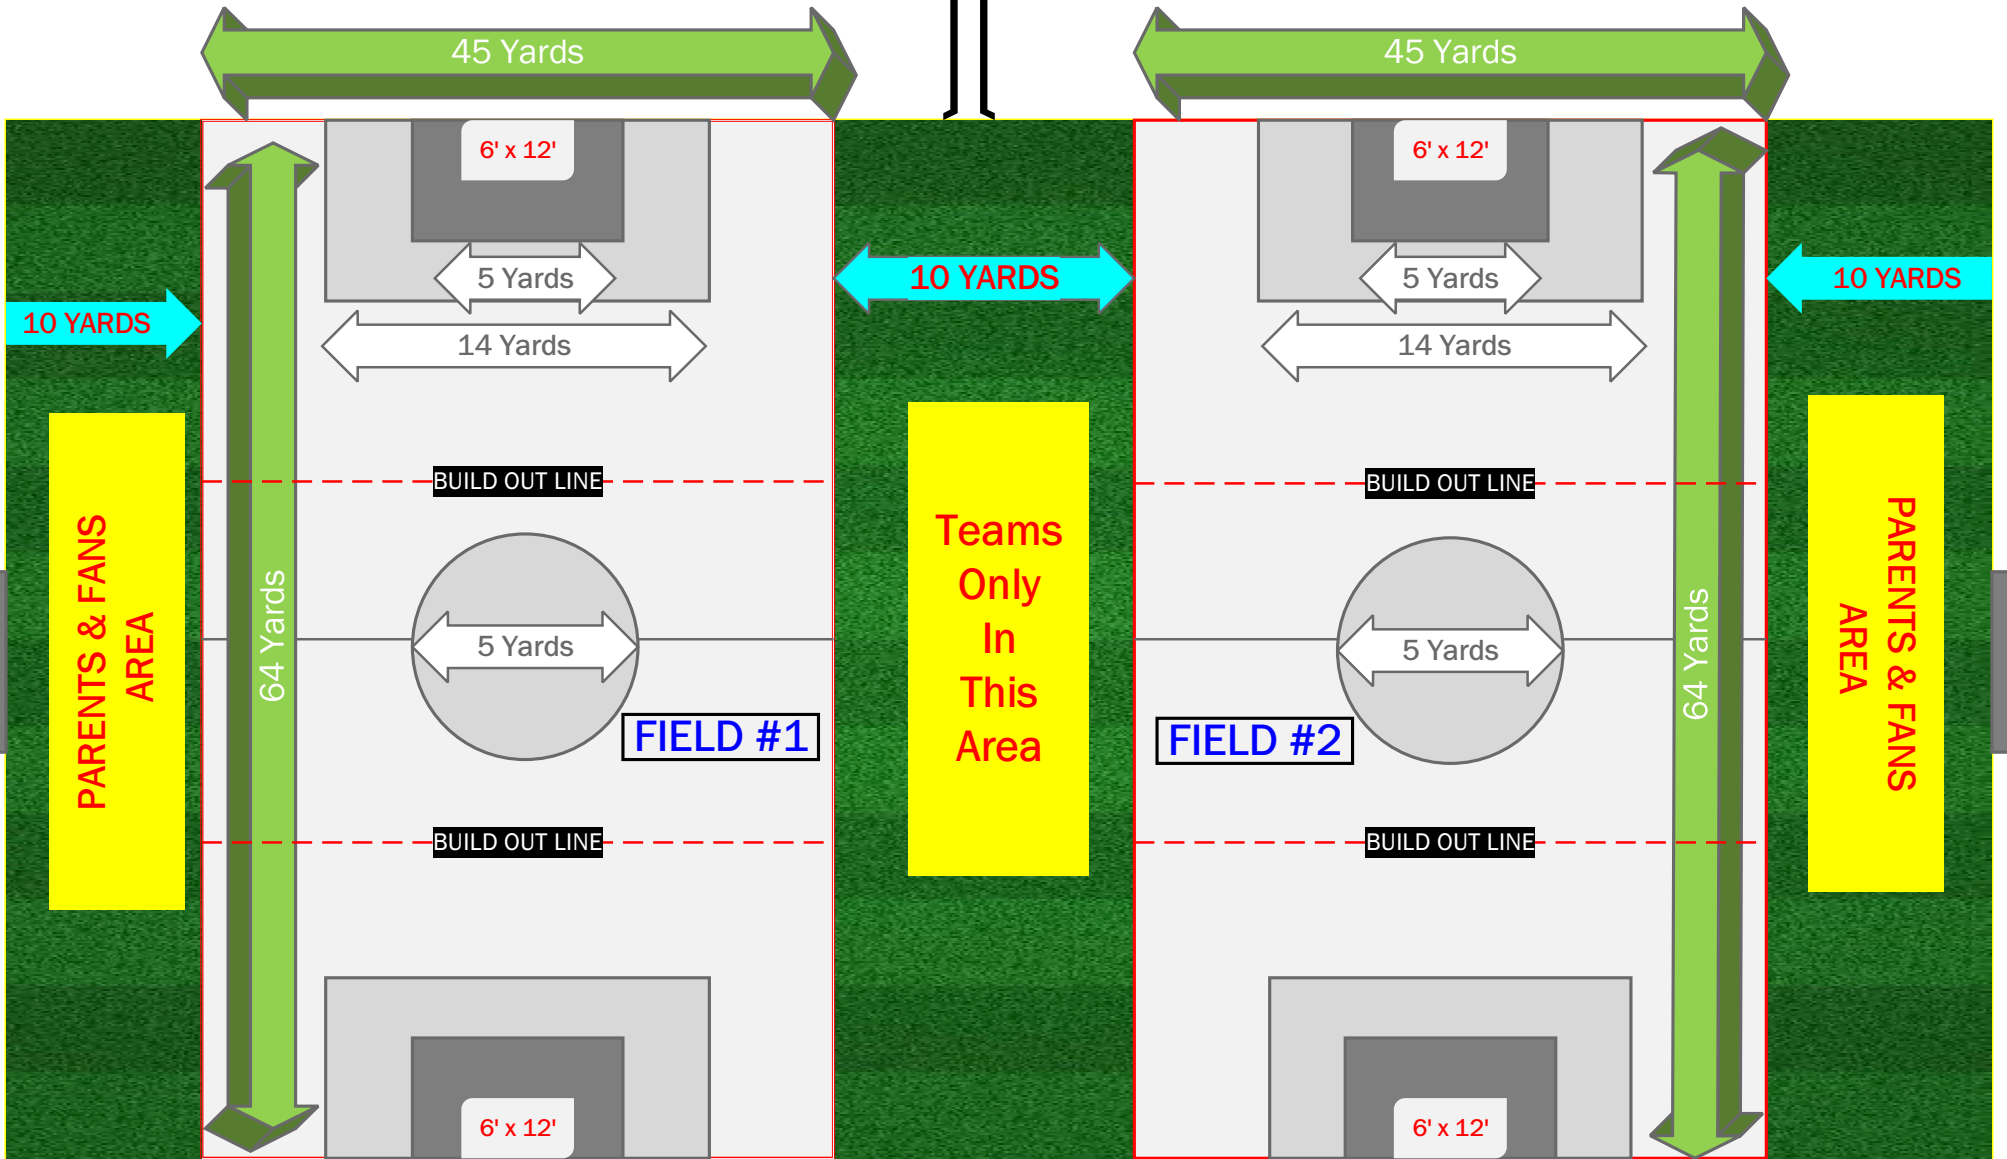 45 Yards
45 Yards
6' x 12'
6' x 12'
5 Yards
10 YARDS
5 Yards
10 YARDS
10 YARDS
14 Yards
14 Yards
BUILD OUT LINE
BUILD OUT LINE
PARENTS & FANS
AREA
64 Yards
Teams
Only
In
This
Area
64 Yards
PARENTS & FANS
AREA
5 Yards
5 Yards
FIELD #1
FIELD #2
BUILD OUT LINE
BUILD OUT LINE
6' x 12'
6' x 12'